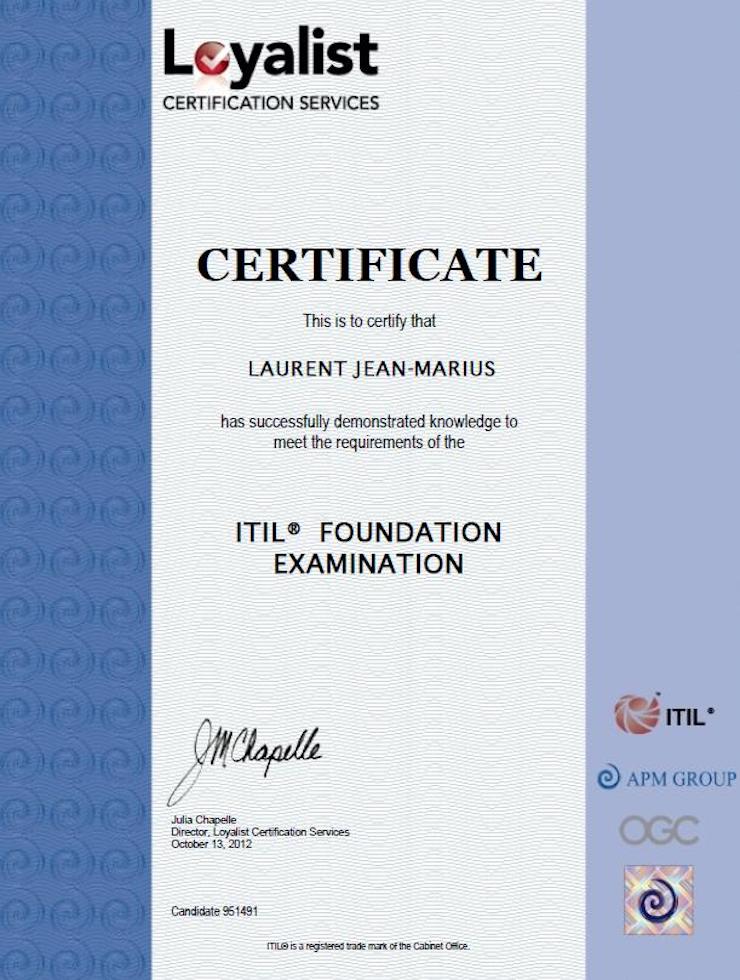 Loyalist
CERTIFICATION SERVICES
CERTIFICATE
This is to certify that
LAURENT JEAN-MARIUS
has successfully demonstrated knowledge to
meet the requirements of the
ITIL® FOUNDATION
EXAMINATION
JMChapelle
Julia Chapelle
Director, Loyalist Certification Services
October 13, 2012
Candidate 951491
ITIL® is a registered trade mark of the Cabinet Office.
™
ITIL®
APM GROUP
OGC